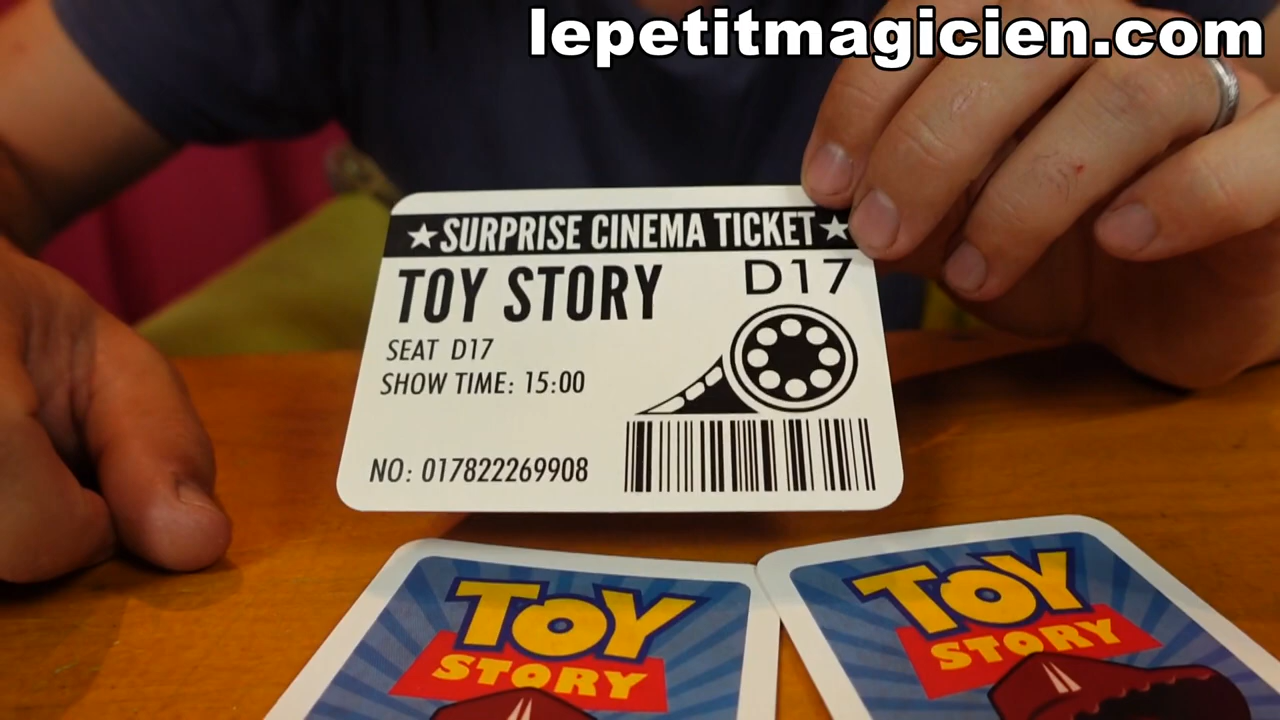 lepetitmagicien.com
★SURPRISE CINEMA TICKET★
TOY STORY D17
SEAT D17
SHOW TIME: 15:00
NO: 017822269908
TOY
STORY
TOY
STORY